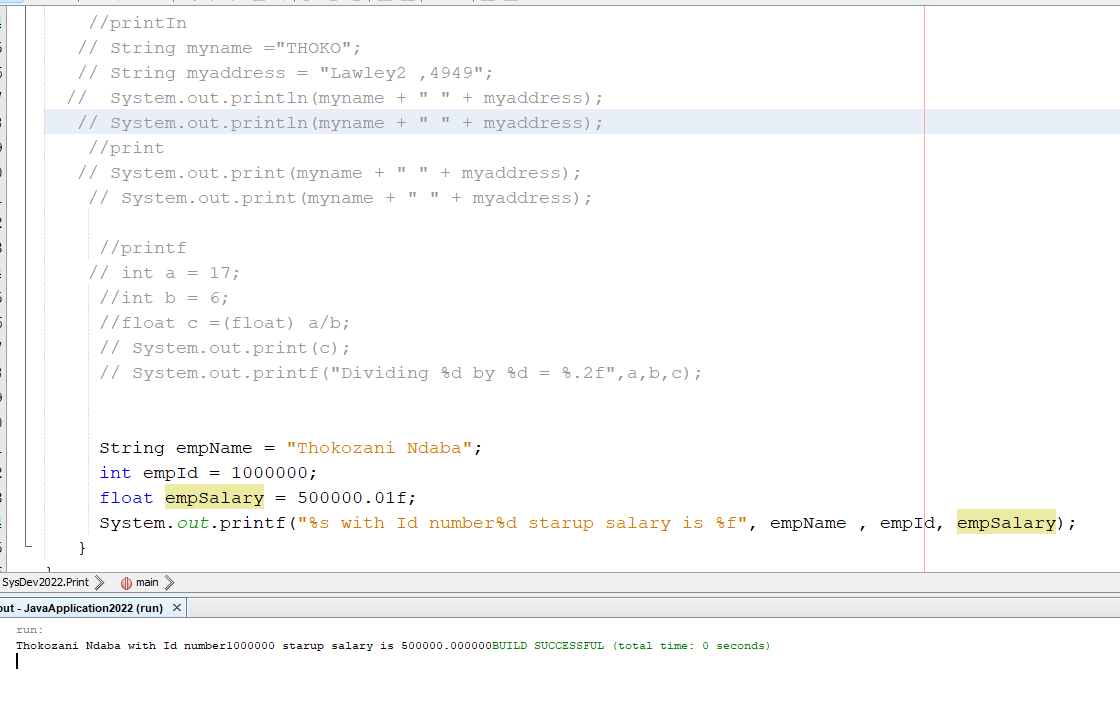 //printIn
// String myname ="THOKO";
// String myaddress = "Lawley2 ,4949";
//  System.out.println(myname + " " + myaddress);
// System.out.println(myname + " " + myaddress);
//print
// System.out.print(myname + " " + myaddress);
// System.out.print(myname + " " + myaddress);
//printf
// int a = 17;
//int b = 6;
//float c =(float) a/b;
// System.out.print(c);
// System.out.printf("Dividing %d by %d = %.2f",a,b,c);
String empName = "Thokozani Ndaba";
int empId = 1000000;
float empSalary = 500000.01f;
System.out.printf("%s with Id number%d starup salary is %f", empName , empId, empSalary);
}
SysDev2022.Print main
out - JavaApplication2022 (run) ×
run:
Thokozani Ndaba with Id number1000000 starup salary is 500000.000000BUILD SUCCESSFUL (total time: 0 seconds)